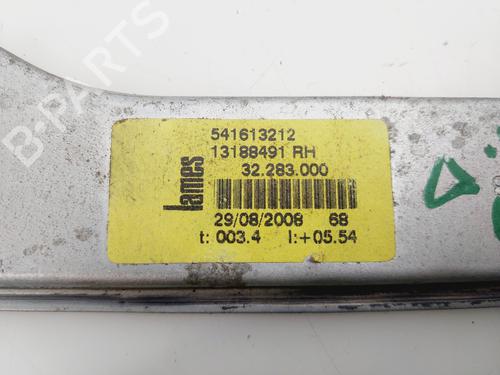 B-PARTS
541613212
13188491 RH
32.283.000
lames
29/08/2008 68
t: 003.4 l:+05.54